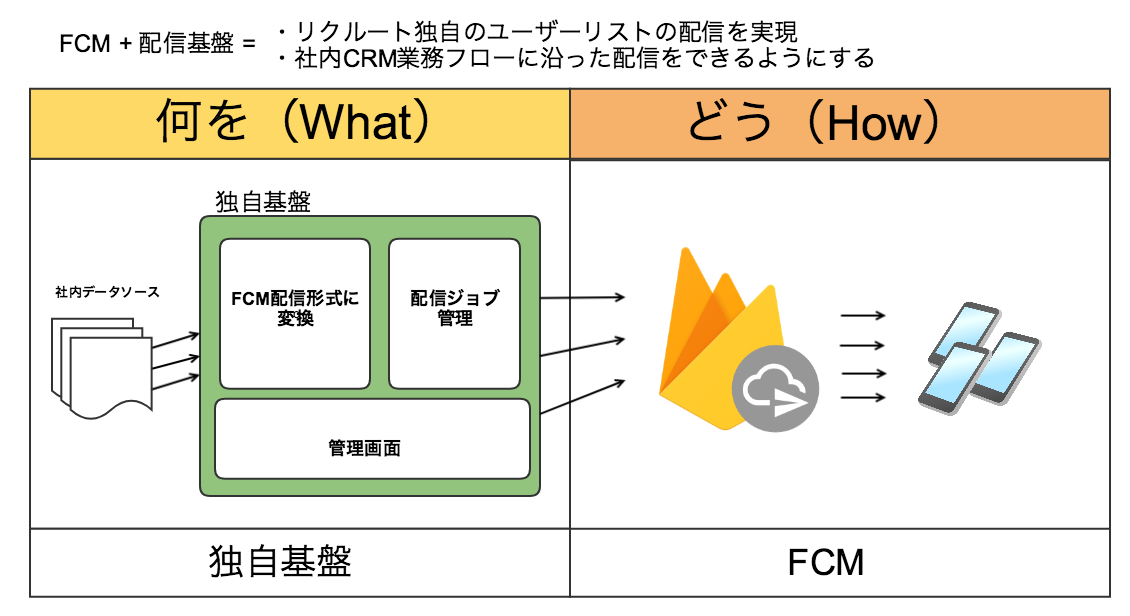 FCM + 配信基盤 =
・リクルート独自のユーザーリストの配信を実現
・社内CRM業務フローに沿った配信をできるようにする
何を（What）
どう（How）
独自基盤
社内データソース
FCM配信形式に
変換
配信ジョブ
管理
管理画面
独自基盤
FCM